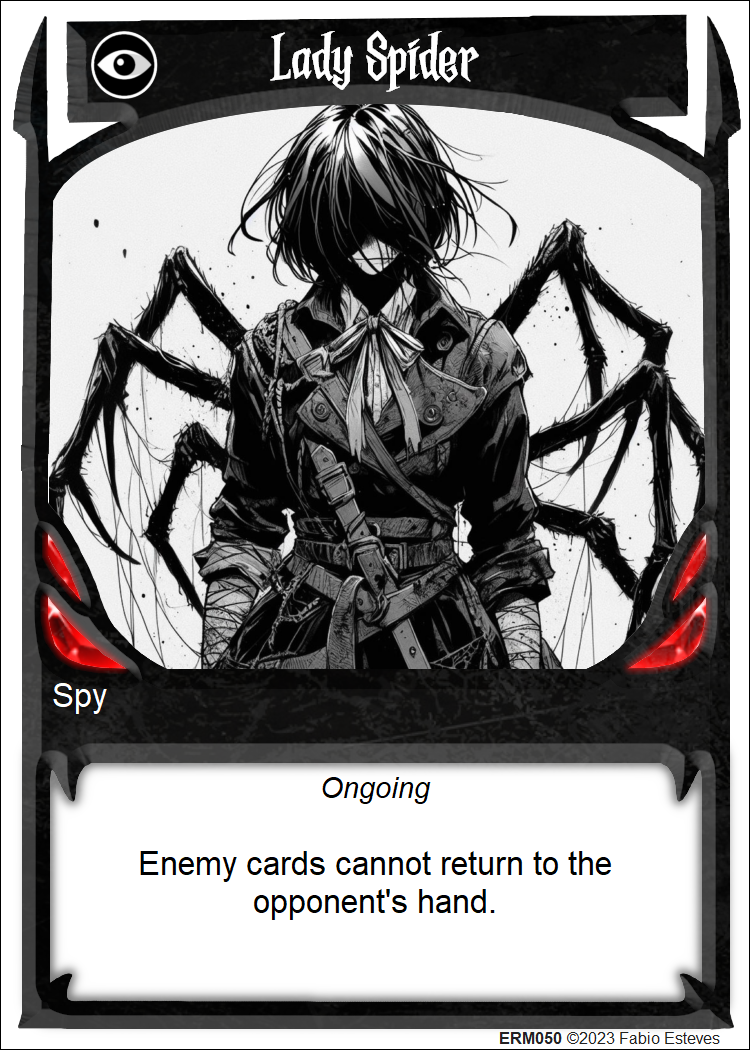 Lady Spider
Spy
Ongoing
Enemy cards cannot return to the
opponent's hand.
ERM050 ©2023 Fabio Esteves